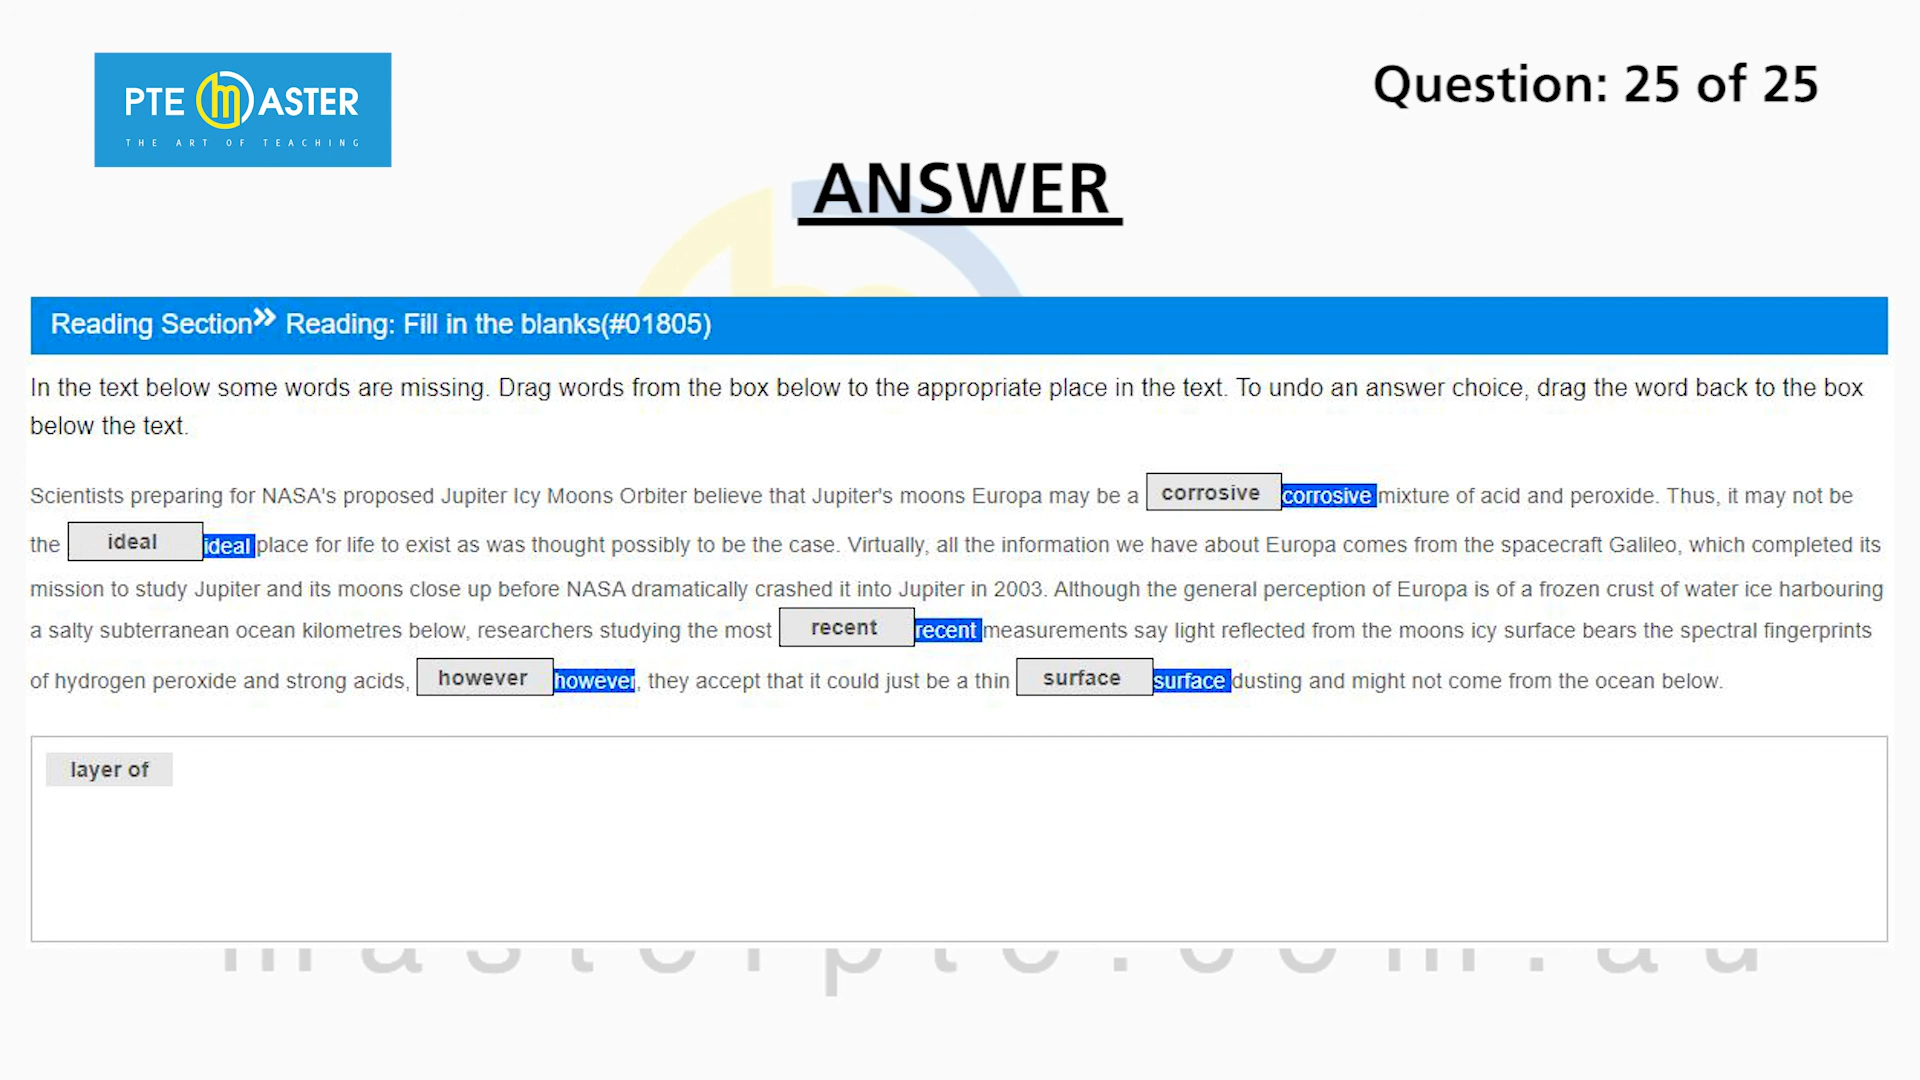 PTE MASTER
THE ART OF TEACHING
Question: 25 of 25
ANSWER
Reading Section» Reading: Fill in the blanks(#01805)
In the text below some words are missing. Drag words from the box below to the appropriate place in the text. To undo an answer choice, drag the word back to the box
below the text.
Scientists preparing for NASA's proposed Jupiter Icy Moons Orbiter believe that Jupiter's moons Europa may be a corrosive corrosive mixture of acid and peroxide. Thus, it may not be
the ideal ideal place for life to exist as was thought possibly to be the case. Virtually, all the information we have about Europa comes from the spacecraft Galileo, which completed its
mission to study Jupiter and its moons close up before NASA dramatically crashed it into Jupiter in 2003. Although the general perception of Europa is of a frozen crust of water ice harbouring
a salty subterranean ocean kilometres below, researchers studying the most recent recent measurements say light reflected from the moons icy surface bears the spectral fingerprints
of hydrogen peroxide and strong acids, however however, they accept that it could just be a thin surface surface dusting and might not come from the ocean below.
layer of
masterpte.com.au